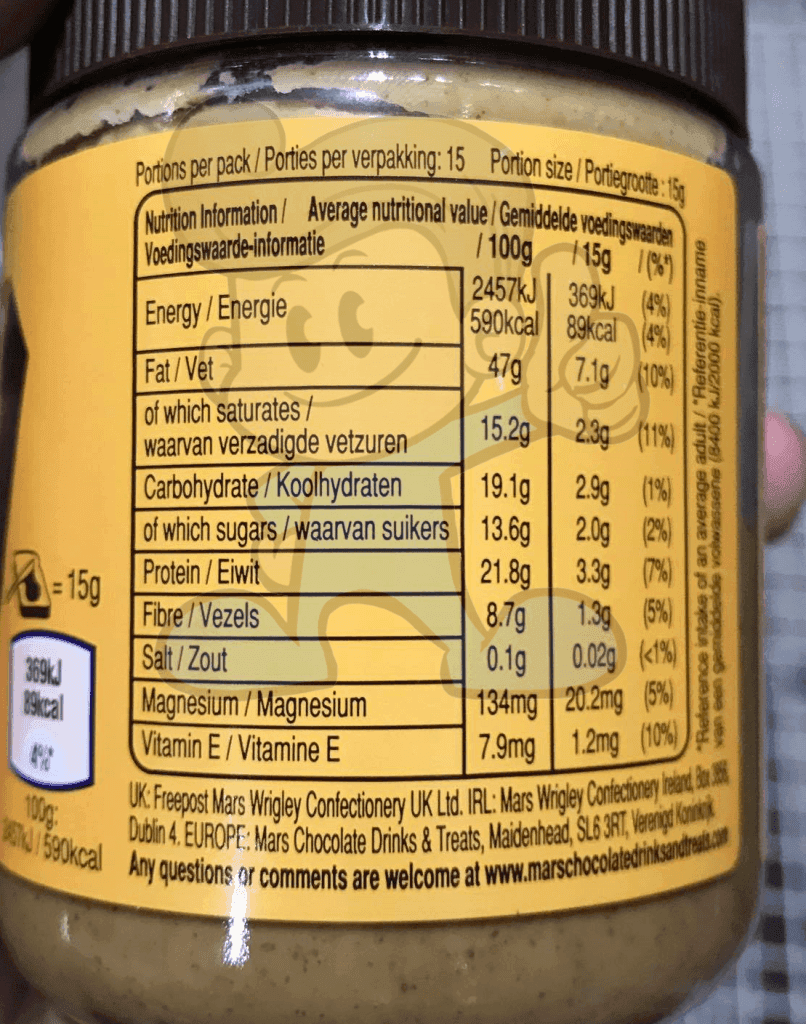 Portions per pack / Porties per verpakking: 15 Portion size / Portiegrootte : 15g
Nutrition Information / Average nutritional value / Gemiddelde voedingswaarden
Voedingswaarde-informatie / 100g / 15g / (%*)
Energy / Energie 2457kJ 369kJ (4%)
590kcal 89kcal (4%)
Fat / Vet 47g 7.1g (10%)
of which saturates /
waarvan verzadigde vetzuren 15.2g 2.3g (11%)
Carbohydrate / Koolhydraten 19.1g 2.9g (1%)
of which sugars / waarvan suikers 13.6g 2.0g (2%)
Protein / Eiwit 21.8g 3.3g (7%)
Fibre / Vezels 8.7g 1.3g (5%)
Salt / Zout 0.1g 0.02g (<1%)
Magnesium / Magnesium 134mg 20.2mg (5%)
Vitamin E / Vitamine E 7.9mg 1.2mg (10%)
*Reference intake of an average adult / *Referentie-inname
van een gemiddelde volwassene (8400 kJ/2000 kcal).
= 15g
369kJ
89kcal
4%*
100g:
2457kJ / 590kcal
UK: Freepost Mars Wrigley Confectionery UK Ltd. IRL: Mars Wrigley Confectionery Ireland, Box 3856,
Dublin 4. EUROPE: Mars Chocolate Drinks & Treats, Maidenhead, SL6 3RT, Verenigd Koninkrijk.
Any questions or comments are welcome at www.marschocolatedrinksandtreats.com